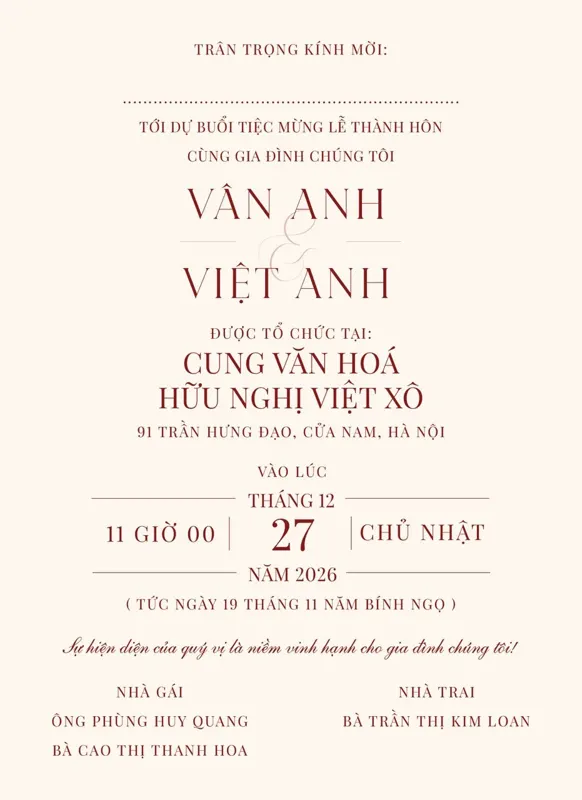 TRÂN TRỌNG KÍNH MỜI:
TỚI DỰ BUỔI TIỆC MỪNG LỄ THÀNH HÔN
CÙNG GIA ĐÌNH CHÚNG TÔI
VÂN ANH
&
VIỆT ANH
ĐƯỢC TỔ CHỨC TẠI:
CUNG VĂN HOÁ
HỮU NGHỊ VIỆT XÔ
91 TRẦN HƯNG ĐẠO, CỬA NAM, HÀ NỘI
VÀO LÚC
THÁNG 12
11 GIỜ 00 27 CHỦ NHẬT
NĂM 2026
( TỨC NGÀY 19 THÁNG 11 NĂM BÍNH NGỌ )
Sự hiện diện của quý vị là niềm vinh hạnh cho gia đình chúng tôi!
NHÀ GÁI
ÔNG PHÙNG HUY QUANG
BÀ CAO THỊ THANH HOA
NHÀ TRAI
BÀ TRẦN THỊ KIM LOAN